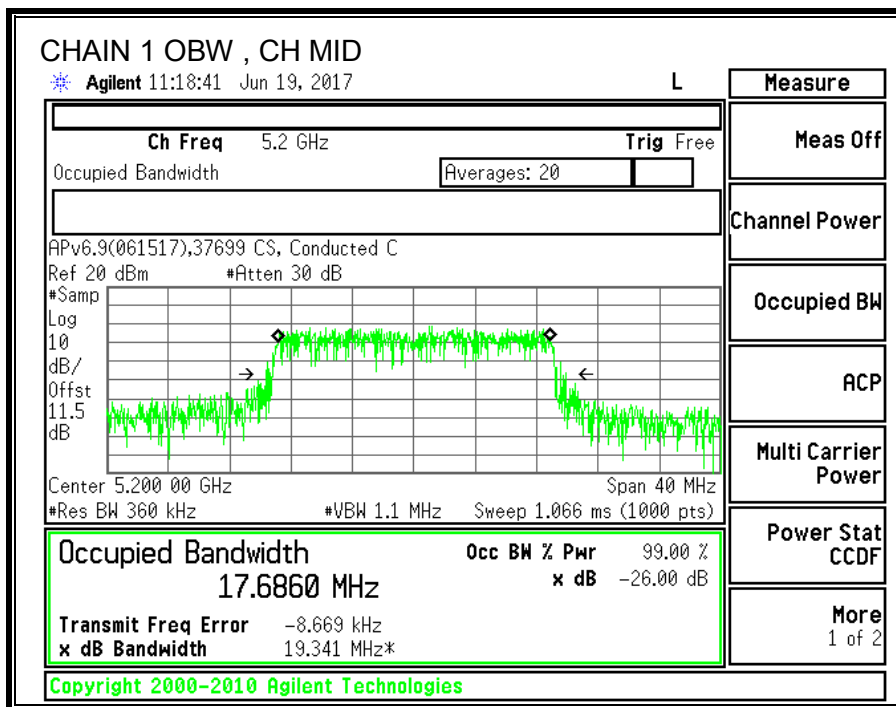 CHAIN 1 OBW , CH MID
Agilent 11:18:41 Jun 19, 2017 L
Measure
Ch Freq 5.2 GHz Trig Free
Meas Off
Occupied Bandwidth Averages: 20
Channel Power
APv6.9(061517),37699 CS, Conducted C
Ref 20 dBm #Atten 30 dB
#Samp
Occupied BW
Log
10
dB/
ACP
Offst
11.5
dB
Multi Carrier
Power
Center 5.200 00 GHz Span 40 MHz
#Res BW 360 kHz #VBW 1.1 MHz Sweep 1.066 ms (1000 pts)
Power Stat
CCDF
Occupied Bandwidth Occ BW % Pwr 99.00 %
17.6860 MHz x dB -26.00 dB
Transmit Freq Error -8.669 kHz
x dB Bandwidth 19.341 MHz*
More
1 of 2
Copyright 2000-2010 Agilent Technologies